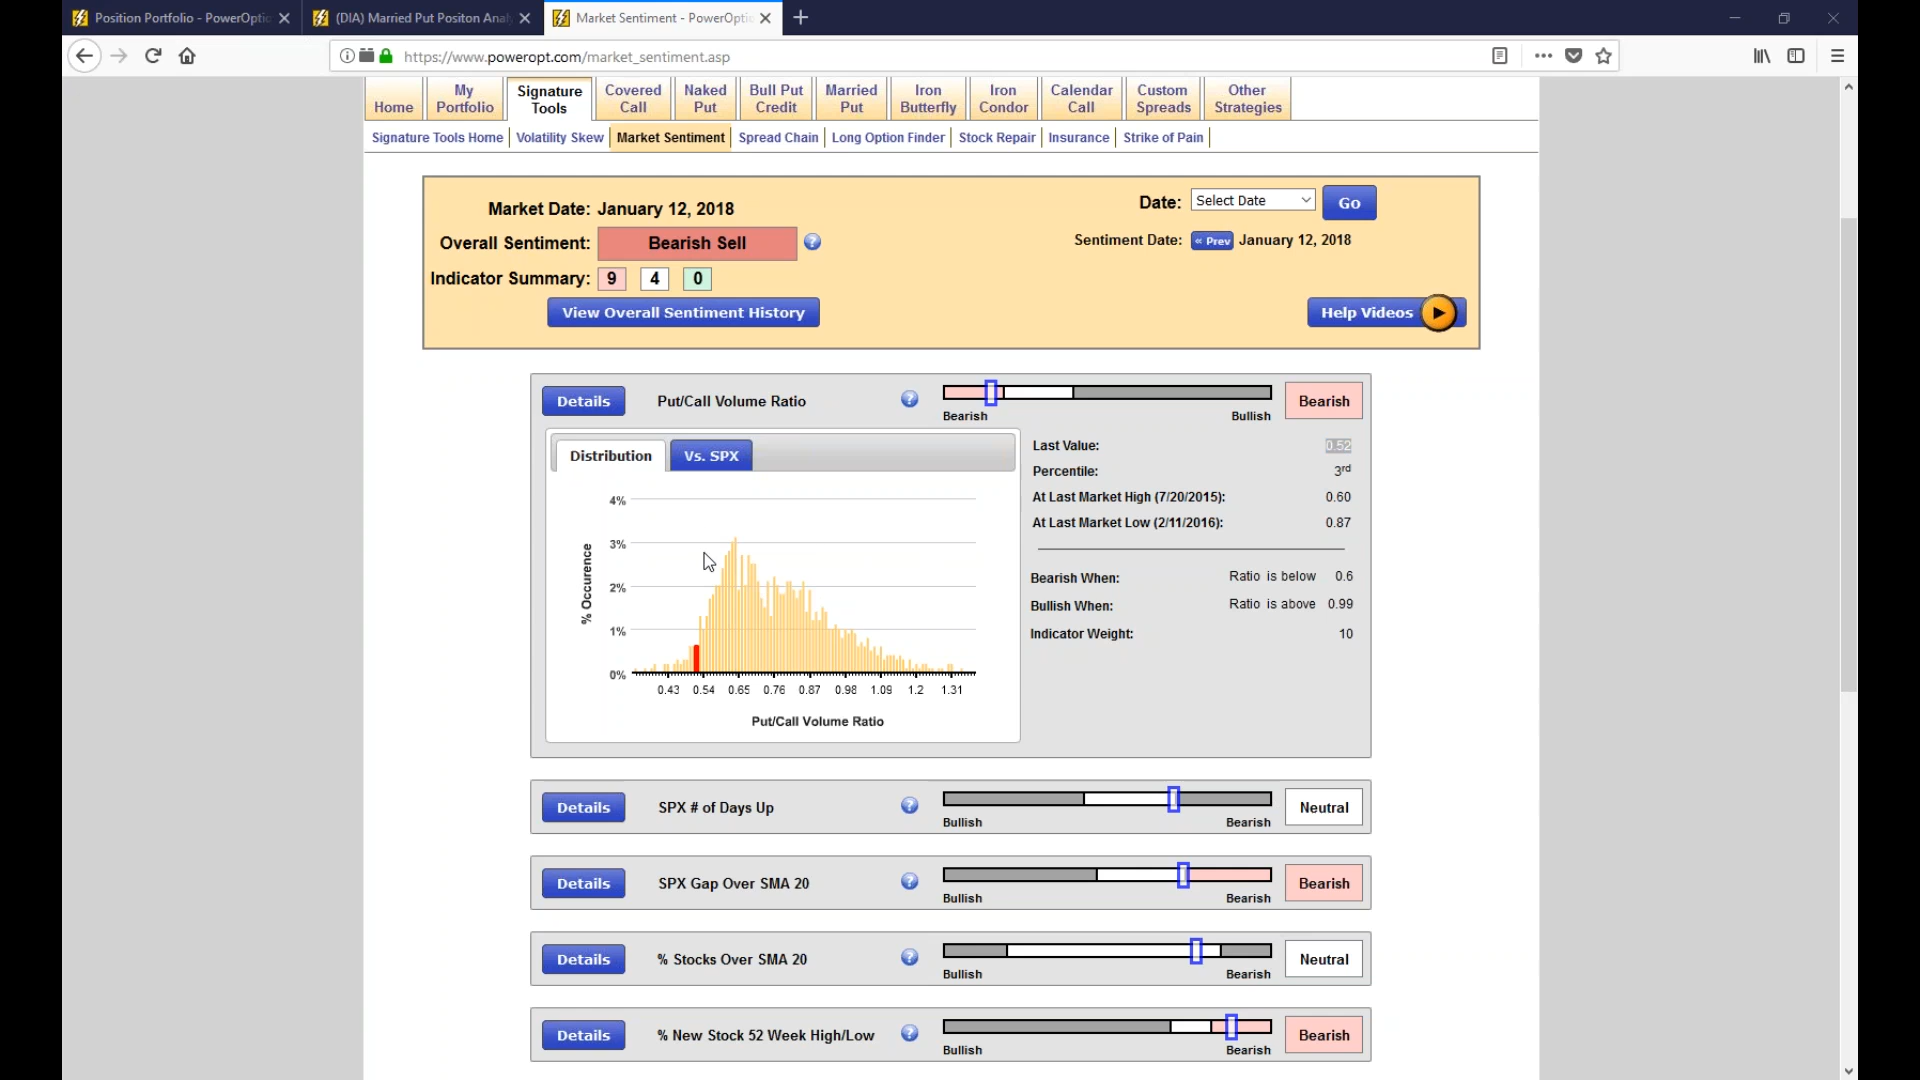 Position Portfolio - PowerOptio
(DIA) Married Put Positon Anal
Market Sentiment - PowerOptio
https://www.poweropt.com/market_sentiment.asp
Home
My Portfolio
Signature Tools
Covered Call
Naked Put
Bull Put Credit
Married Put
Iron Butterfly
Iron Condor
Calendar Call
Custom Spreads
Other Strategies
Signature Tools Home
Volatility Skew
Market Sentiment
Spread Chain
Long Option Finder
Stock Repair
Insurance
Strike of Pain
Market Date: January 12, 2018
Date: Select Date Go
Overall Sentiment: Bearish Sell ?
Sentiment Date: « Prev January 12, 2018
Indicator Summary: 9 4 0
View Overall Sentiment History
Help Videos
Details Put/Call Volume Ratio ? Bearish
Bearish Bullish
Distribution Vs. SPX
Last Value: 0.52
Percentile: 3rd
At Last Market High (7/20/2015): 0.60
At Last Market Low (2/11/2016): 0.87
Bearish When: Ratio is below 0.6
Bullish When: Ratio is above 0.99
Indicator Weight: 10
% Occurence
4%
3%
2%
1%
0%
0.43 0.54 0.65 0.76 0.87 0.98 1.09 1.2 1.31
Put/Call Volume Ratio
Details SPX # of Days Up ? Neutral
Bullish Bearish
Details SPX Gap Over SMA 20 ? Bearish
Bullish Bearish
Details % Stocks Over SMA 20 ? Neutral
Bullish Bearish
Details % New Stock 52 Week High/Low ? Bearish
Bullish Bearish